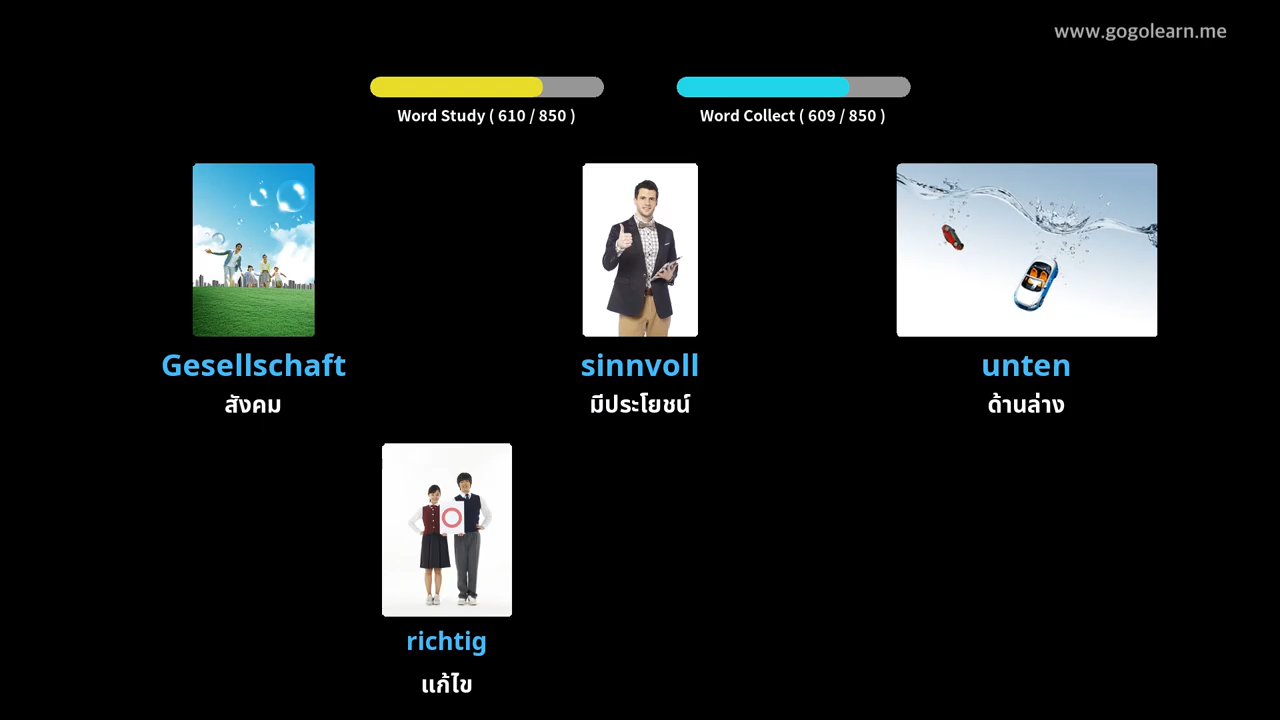 www.gogolearn.me
Word Study ( 610 / 850 )
Word Collect ( 609 / 850 )
Gesellschaft
สังคม
sinnvoll
มีประโยชน์
unten
ด้านล่าง
richtig
แก้ไข